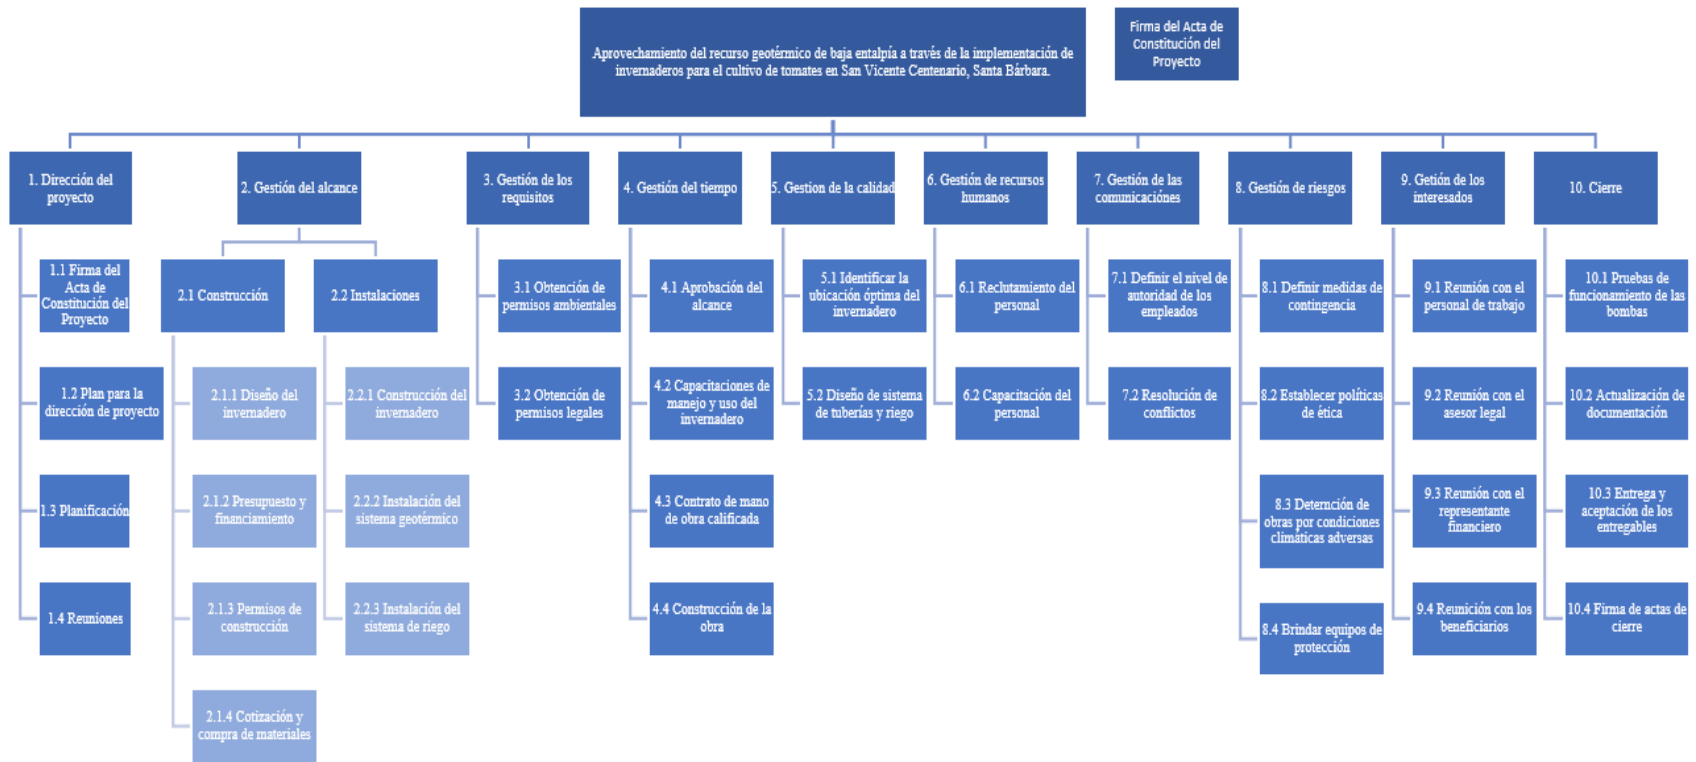 Aprovechamiento del recurso geotérmico de baja entalpía a través de la implementación de
invernaderos para el cultivo de tomates en San Vicente Centenario, Santa Bárbara.
Firma del Acta de
Constitución del
Proyecto
1. Dirección del
proyecto
2. Gestión del alcance
3. Gestión de los
requisitos
4. Gestión del tiempo
5. Gestion de la calidad
6. Gestión de recursos
humanos
7. Gestión de las
comunicaciónes
8. Gestión de riesgos
9. Getión de los
interesados
10. Cierre
1.1 Firma del
Acta de
Constitución del
Proyecto
2.1 Construcción
2.2 Instalaciones
3.1 Obtención de
permisos ambientales
4.1 Aprobación del
alcance
5.1 Identificar la
ubicación óptima del
invernadero
6.1 Reclutamiento del
personal
7.1 Definir el nivel de
autoridad de los
empleados
8.1 Definir medidas de
contingencia
9.1 Reunión con el
personal de trabajo
10.1 Pruebas de
funcionamiento de las
bombas
1.2 Plan para la
dirección de proyecto
2.1.1 Diseño del
invernadero
2.2.1 Construcción del
invernadero
3.2 Obtención de
permisos legales
4.2 Capacitaciones de
manejo y uso del
invernadero
5.2 Diseño de sistema
de tuberías y riego
6.2 Capacitación del
personal
7.2 Resolución de
conflictos
8.2 Establecer políticas
de ética
9.2 Reunión con el
asesor legal
10.2 Actualización de
documentación
1.3 Planificación
2.1.2 Presupuesto y
financiamiento
2.2.2 Instalación del
sistema geotérmico
4.3 Contrato de mano
de obra calificada
8.3 Deternción de
obras por condiciones
climáticas adversas
9.3 Reunión con el
representante
financiero
10.3 Entrega y
aceptación de los
entregables
1.4 Reuniones
2.1.3 Permisos de
construcción
2.2.3 Instalación del
sistema de riego
4.4 Construcción de la
obra
8.4 Brindar equipos de
protección
9.4 Reunición con los
beneficiarios
10.4 Firma de actas de
cierre
2.1.4 Cotización y
compra de materiales